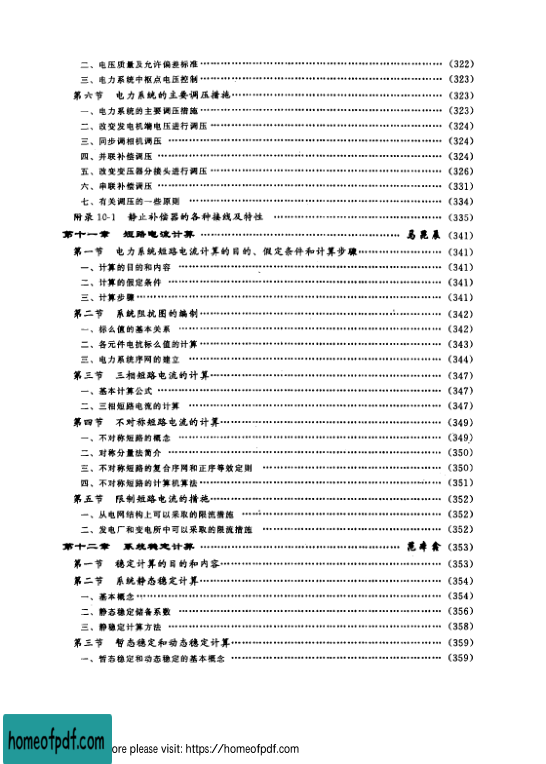 二、电压质量及允许偏差标准 …………………………………………………… (322)
三、电力系统中枢点电压控制 …………………………………………………… (323)
第六节 电力系统的主要调压措施 …………………………………………………… (323)
一、电力系统的主要调压措施 …………………………………………………… (323)
二、改变发电机端电压进行调压 …………………………………………………… (324)
三、同步调相机调压 …………………………………………………… (324)
四、并联补偿调压 …………………………………………………… (324)
五、改变变压器分接头进行调压 …………………………………………………… (326)
六、串联补偿调压 …………………………………………………… (331)
七、有关调压的一些原则 …………………………………………………… (334)
附录 10-1 静止补偿器的各种接线及特性 …………………………………………………… (335)
第十一章 短路电流计算 …………………………………………………… (341)
第一节 电力系统短路电流计算的目的、假定条件和计算步骤 …………………………………………………… (341)
一、计算的目的和内容 …………………………………………………… (341)
二、计算的假定条件 …………………………………………………… (341)
三、计算步骤 …………………………………………………… (341)
第二节 系统阻抗图的编制 …………………………………………………… (342)
一、标么值的基本关系 …………………………………………………… (342)
二、各元件电抗标么值的计算 …………………………………………………… (343)
三、电力系统序网的建立 …………………………………………………… (344)
第三节 三相短路电流的计算 …………………………………………………… (347)
一、基本计算公式 …………………………………………………… (347)
二、三相短路电流的计算 …………………………………………………… (347)
第四节 不对称短路电流的计算 …………………………………………………… (349)
一、不对称短路的概念 …………………………………………………… (349)
二、对称分量法简介 …………………………………………………… (350)
三、不对称短路的复合序网和正序等效定则 …………………………………………………… (350)
四、不对称短路的计算机算法 …………………………………………………… (351)
第五节 限制短路电流的措施 …………………………………………………… (352)
一、从电网结构上可以采取的限流措施 …………………………………………………… (352)
二、发电厂和变电所中可以采取的限流措施 …………………………………………………… (352)
第十二章 系统稳定计算 …………………………………………………… (353)
第一节 稳定计算的目的和内容 …………………………………………………… (353)
第二节 系统静态稳定计算 …………………………………………………… (354)
一、基本概念 …………………………………………………… (354)
二、静态稳定储备系数 …………………………………………………… (356)
三、静稳定计算方法 …………………………………………………… (358)
第三节 暂态稳定和动态稳定计算 …………………………………………………… (359)
一、暂态稳定和动态稳定的基本概念 …………………………………………………… (359)
homeofpdf.com
ore please visit: https://homeofpdf.com